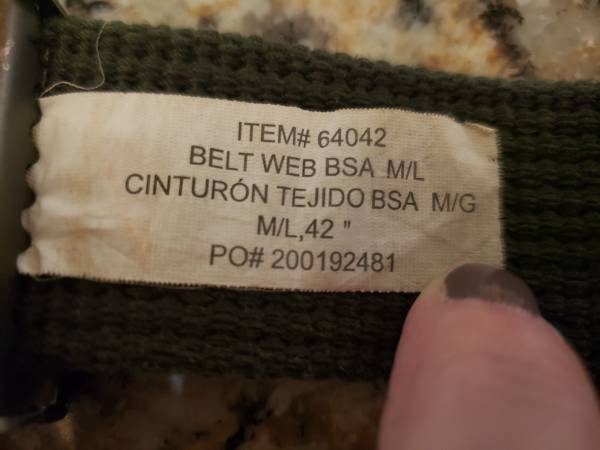 ITEM# 64042
BELT WEB BSA M/L
CINTURÓN TEJIDO BSA M/G
M/L,42 "
PO# 200192481